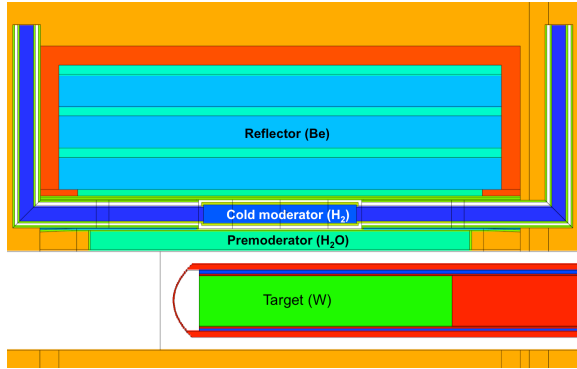 Reflector (Be)
Cold moderator (H₂)
Premoderator (H₂O)
Target (W)